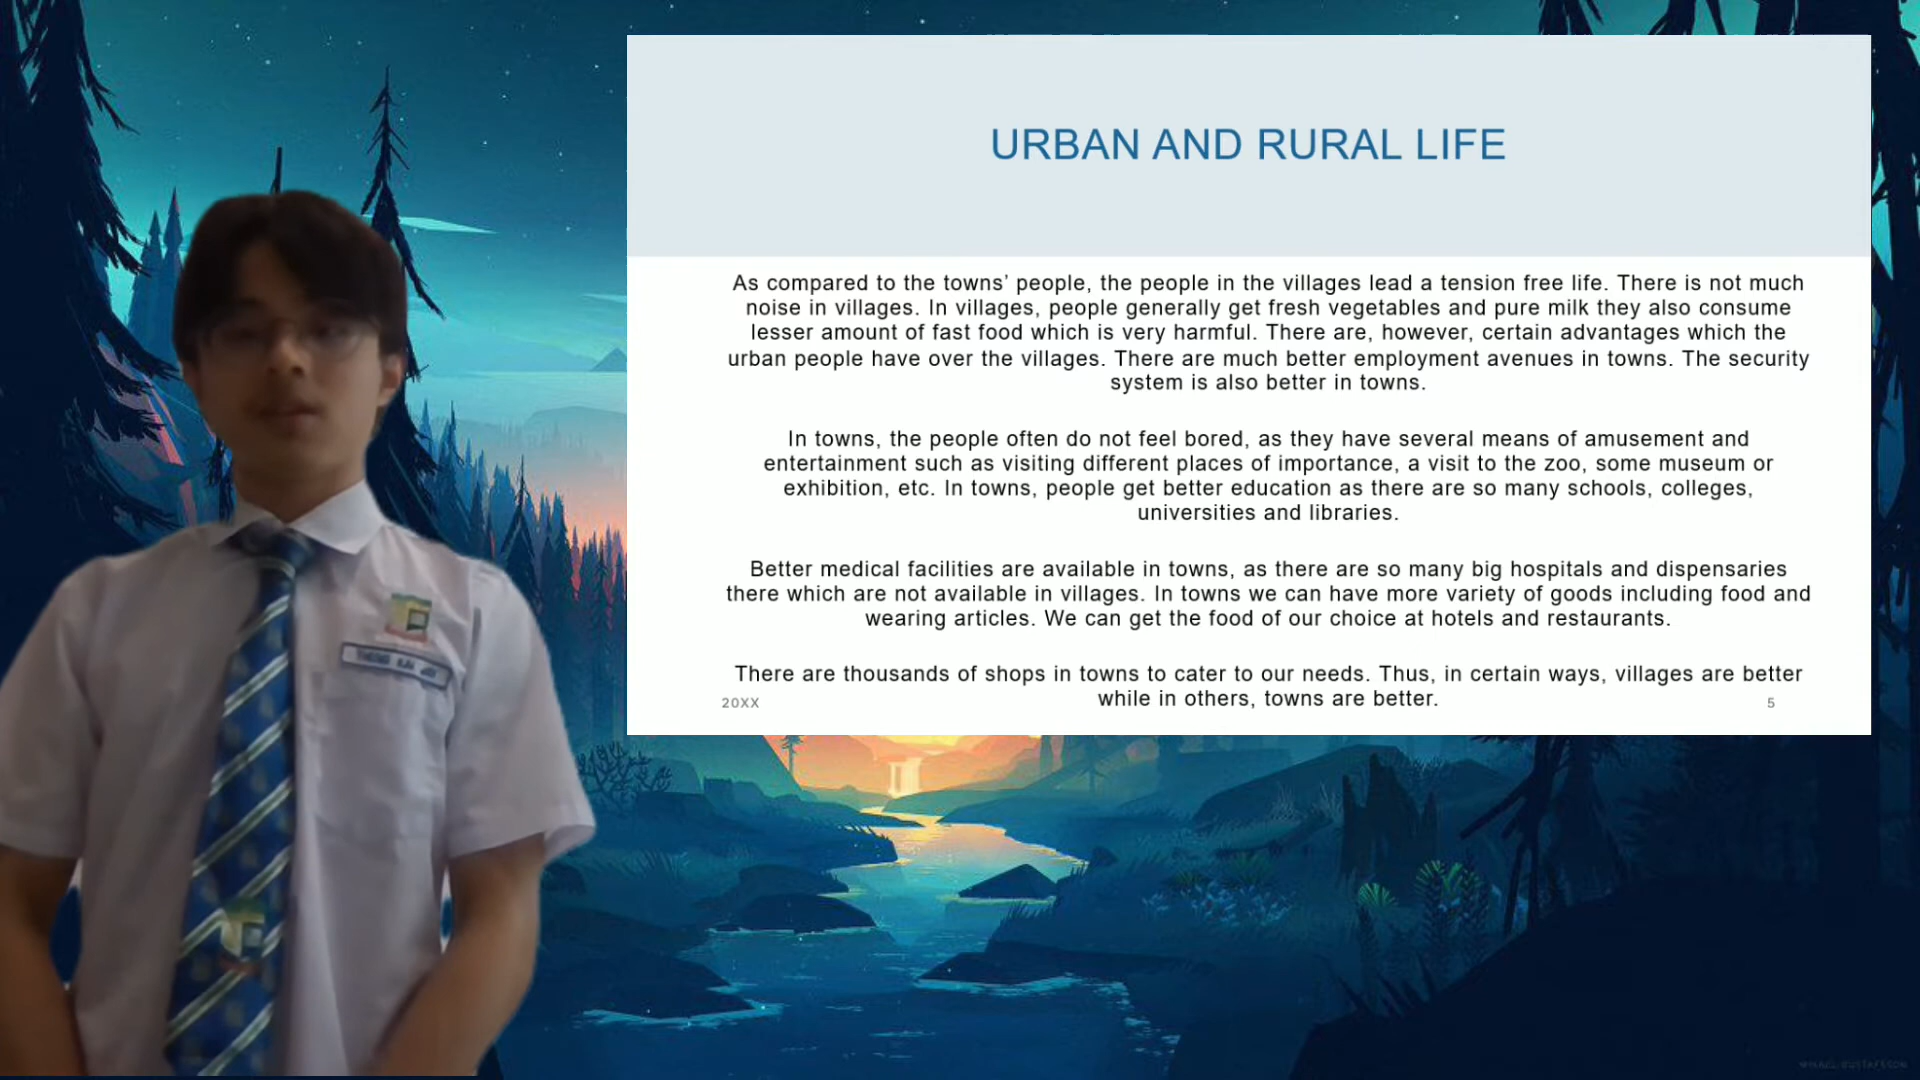 URBAN AND RURAL LIFE
As compared to the towns’ people, the people in the villages lead a tension free life. There is not much
noise in villages. In villages, people generally get fresh vegetables and pure milk they also consume
lesser amount of fast food which is very harmful. There are, however, certain advantages which the
urban people have over the villages. There are much better employment avenues in towns. The security
system is also better in towns.
In towns, the people often do not feel bored, as they have several means of amusement and
entertainment such as visiting different places of importance, a visit to the zoo, some museum or
exhibition, etc. In towns, people get better education as there are so many schools, colleges,
universities and libraries.
Better medical facilities are available in towns, as there are so many big hospitals and dispensaries
there which are not available in villages. In towns we can have more variety of goods including food and
wearing articles. We can get the food of our choice at hotels and restaurants.
There are thousands of shops in towns to cater to our needs. Thus, in certain ways, villages are better
while in others, towns are better.
20XX
5